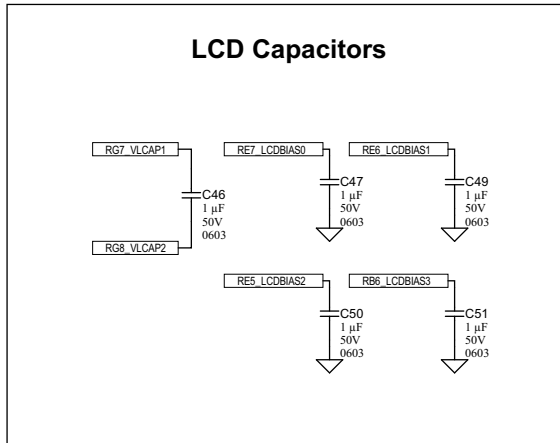 LCD Capacitors
RG7_VLCAP1
C46
1 µF
50V
0603
RG8_VLCAP2
RE7_LCDBIAS0
C47
1 µF
50V
0603
RE6_LCDBIAS1
C49
1 µF
50V
0603
RE5_LCDBIAS2
C50
1 µF
50V
0603
RB6_LCDBIAS3
C51
1 µF
50V
0603